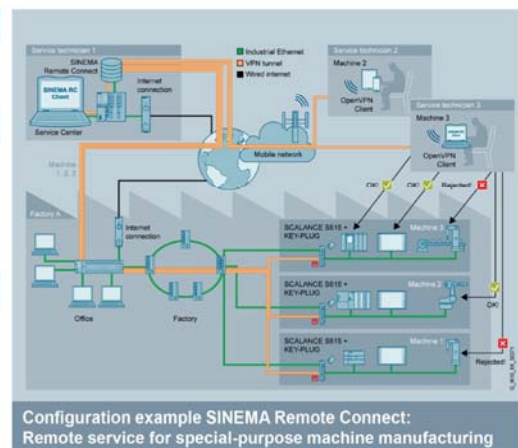 Service technician 1
SINEMA
Remote Connect
SINEMA RC
Client
Service Center
Internet
connection
Industrial Ethernet
VPN tunnel
Wired internet
Service technician 2
Machine 2
OpenVPN
Client
Service technician 3
Machine 3
OpenVPN
Client
Mobile network
Machine
1, 2, 3
OK!
OK!
Rejected!
Factory A
Internet
connection
Office
Factory
SCALANCE S615 +
KEY-PLUG
Machine 3
SCALANCE S615 +
KEY-PLUG
Machine 2
OK!
SCALANCE S615 +
KEY-PLUG
Machine 1
Rejected!
Configuration example SINEMA Remote Connect:
Remote service for special-purpose machine manufacturing